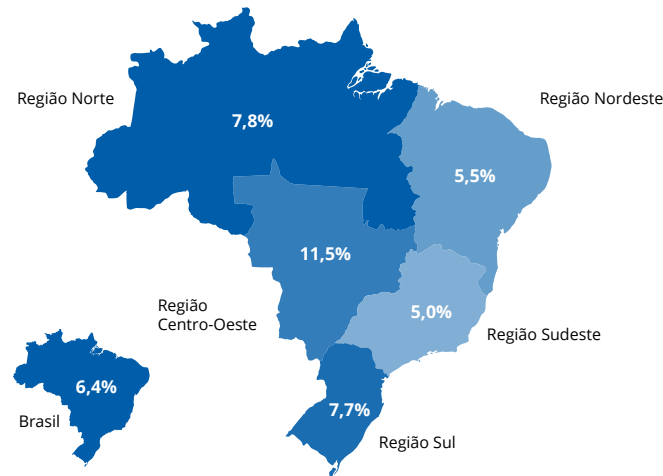 Região Norte
7,8%
Região Nordeste
5,5%
11,5%
Região
Centro-Oeste
5,0%
Região Sudeste
6,4%
Brasil
7,7%
Região Sul